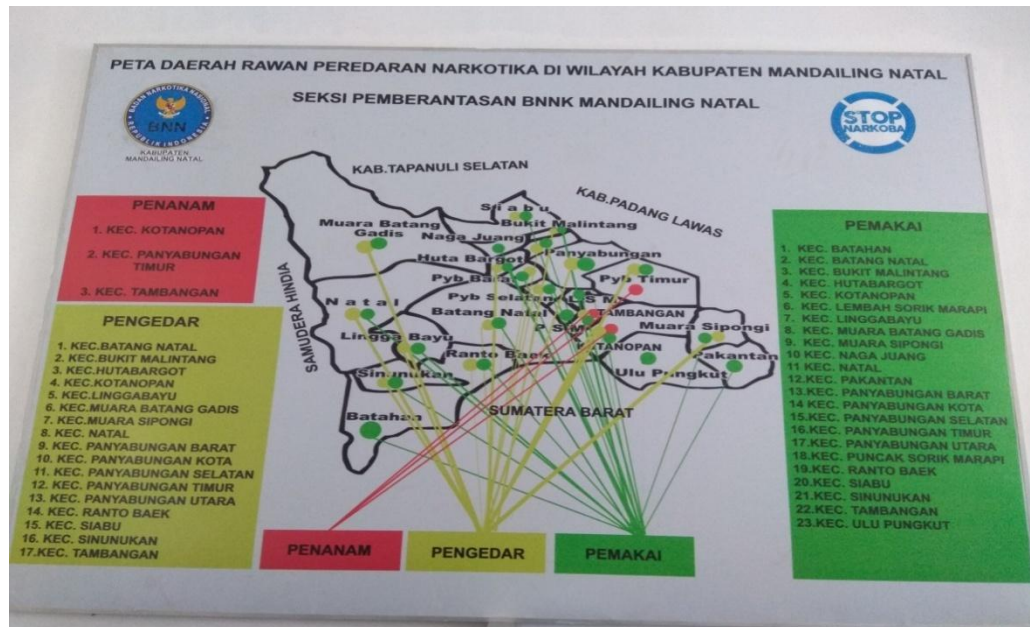 PETA DAERAH RAWAN PEREDARAN NARKOTIKA DI WILAYAH KABUPATEN MANDAILING NATAL
SEKSI PEMBERANTASAN BNNK MANDAILING NATAL
BADAN NARKOTIKA NASIONAL
BNN
REPUBLIK INDONESIA
KABUPATEN
MANDAILING NATAL
STOP
NARKOBA
PENANAM
1. KEC. KOTANOPAN
2. KEC. PANYABUNGAN
TIMUR
3. KEC. TAMBANGAN
PENGEDAR
1. KEC.BATANG NATAL
2. KEC.BUKIT MALINTANG
3. KEC.HUTABARGOT
4. KEC.KOTANOPAN
5. KEC.LINGGABAYU
6. KEC.MUARA BATANG GADIS
7. KEC.MUARA SIPONGI
8. KEC. NATAL
9. KEC. PANYABUNGAN BARAT
10. KEC. PANYABUNGAN KOTA
11. KEC. PANYABUNGAN SELATAN
12. KEC. PANYABUNGAN TIMUR
13. KEC. PANYABUNGAN UTARA
14. KEC. RANTO BAEK
15. KEC. SIABU
16. KEC. SINUNUKAN
17.KEC. TAMBANGAN
KAB.TAPANULI SELATAN
KAB.PADANG LAWAS
SAMUDERA HINDIA
SUMATERA BARAT
Siabu
Muara Batang
Gadis
Bukit Malintang
Naga Juang
Panyabungan
Huta Bargot
Pyb Barat
Pyb Timur
Pyb Selatan
L.S.M
Natal
Batang Natal
TAMBANGAN
P.S.M
Muara Sipongi
Lingga Bayu
Ranto Baek
KOTANOPAN
Pakantan
Sinunukan
Ulu Pungkut
Batahan
PENANAM
PENGEDAR
PEMAKAI
PEMAKAI
1. KEC. BATAHAN
2. KEC. BATANG NATAL
3. KEC. BUKIT MALINTANG
4. KEC. HUTABARGOT
5. KEC. KOTANOPAN
6. KEC. LEMBAH SORIK MARAPI
7. KEC. LINGGABAYU
8. KEC. MUARA BATANG GADIS
9. KEC. MUARA SIPONGI
10 KEC. NAGA JUANG
11 KEC. NATAL
12.KEC. PAKANTAN
13.KEC. PANYABUNGAN BARAT
14 KEC. PANYABUNGAN KOTA
15 KEC. PANYABUNGAN SELATAN
16.KEC. PANYABUNGAN TIMUR
17.KEC. PANYABUNGAN UTARA
18.KEC. PUNCAK SORIK MARAPI
19.KEC. RANTO BAEK
20.KEC. SIABU
21.KEC. SINUNUKAN
22.KEC. TAMBANGAN
23.KEC. ULU PUNGKUT